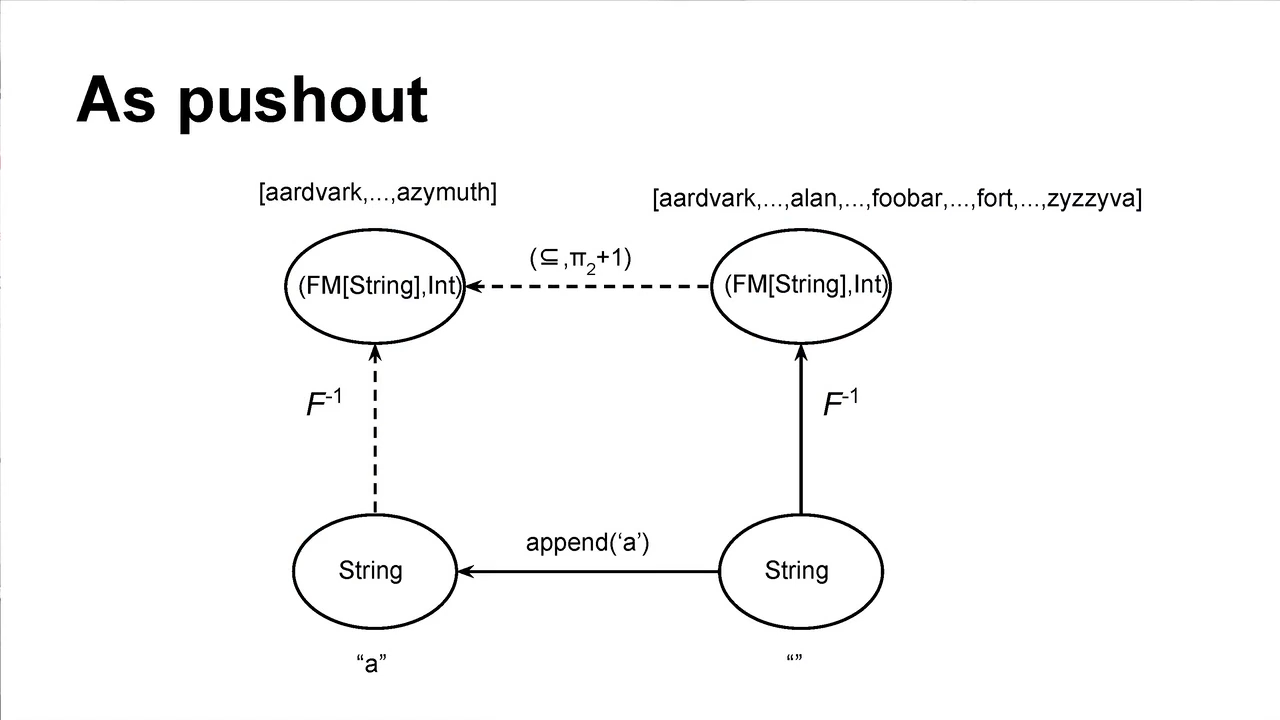 As pushout
[aardvark,...,azymuth]
[aardvark,...,alan,...,foobar,...,fort,...,zyzzyva]
(FM[String],Int)
(⊆,π₂+1)
(FM[String],Int)
F⁻¹
F⁻¹
String
append(‘a’)
String
“a”
“”